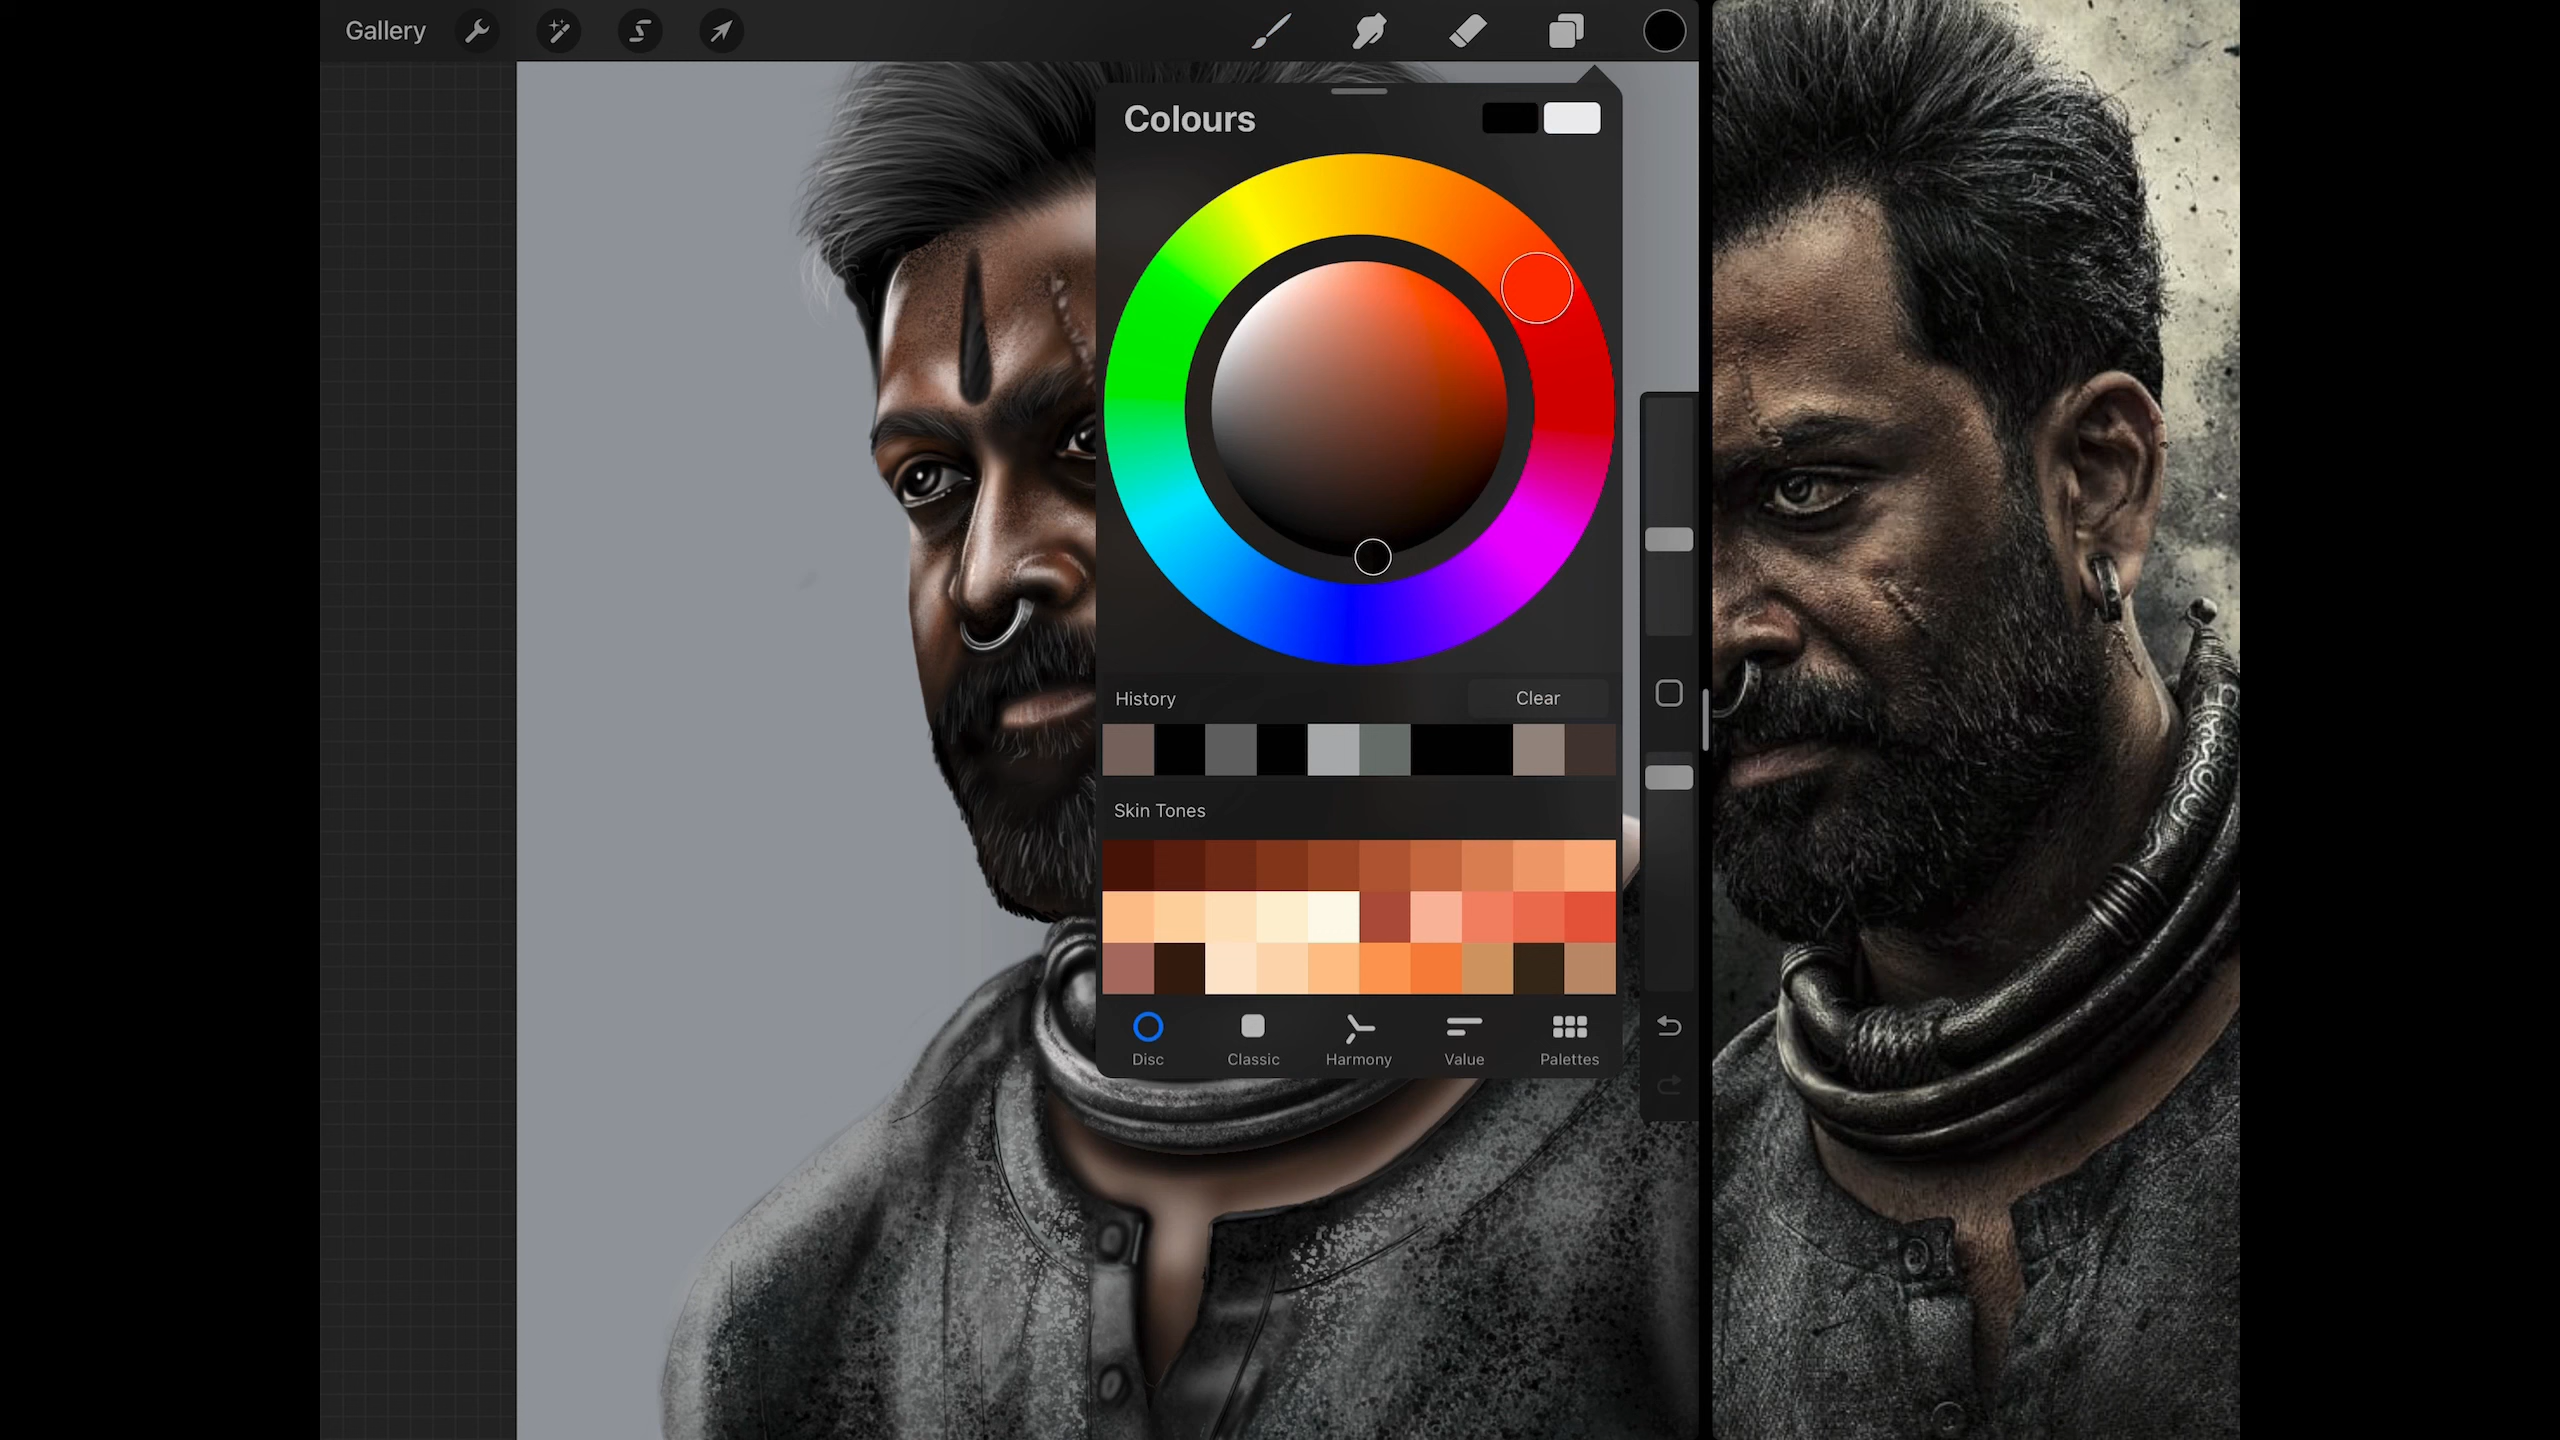 Gallery
Colours
History
Clear
Skin Tones
Disc
Classic
Harmony
Value
Palettes